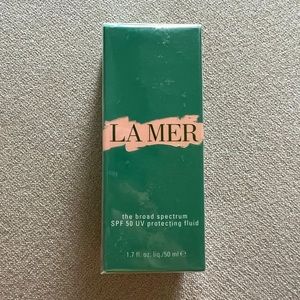 LA MER
the broad spectrum
SPF 50 UV protecting fluid
1.7 fl. oz. liq./50 ml ℮